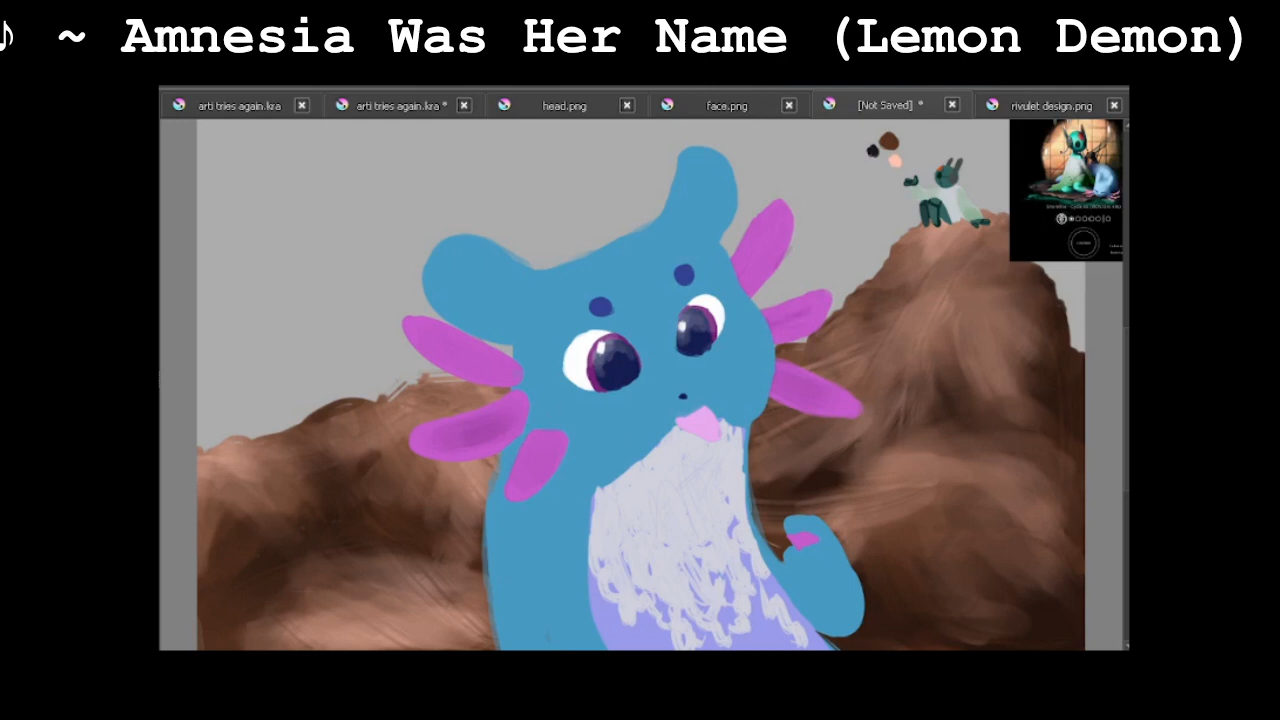 ♪ ~ Amnesia Was Her Name (Lemon Demon)
arti tries again.kra
arti tries again.kra *
head.png
face.png
[Not Saved] *
rivulet design.png